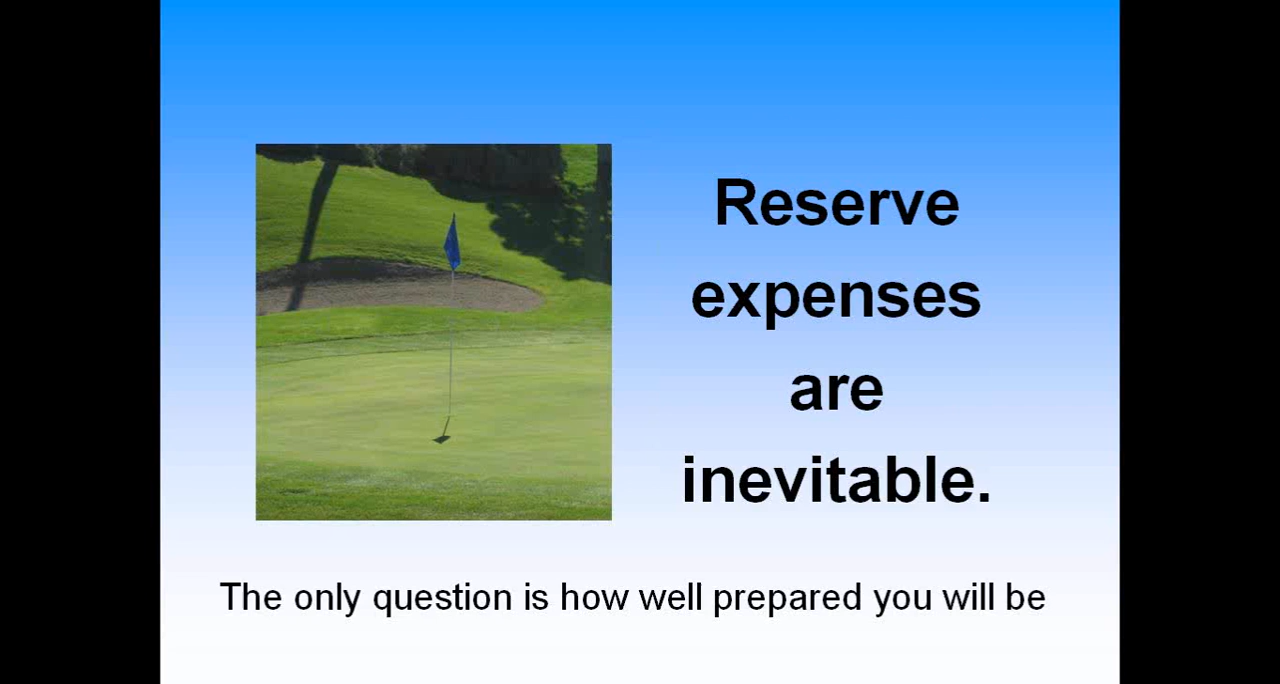 Reserve
expenses
are
inevitable.
The only question is how well prepared you will be